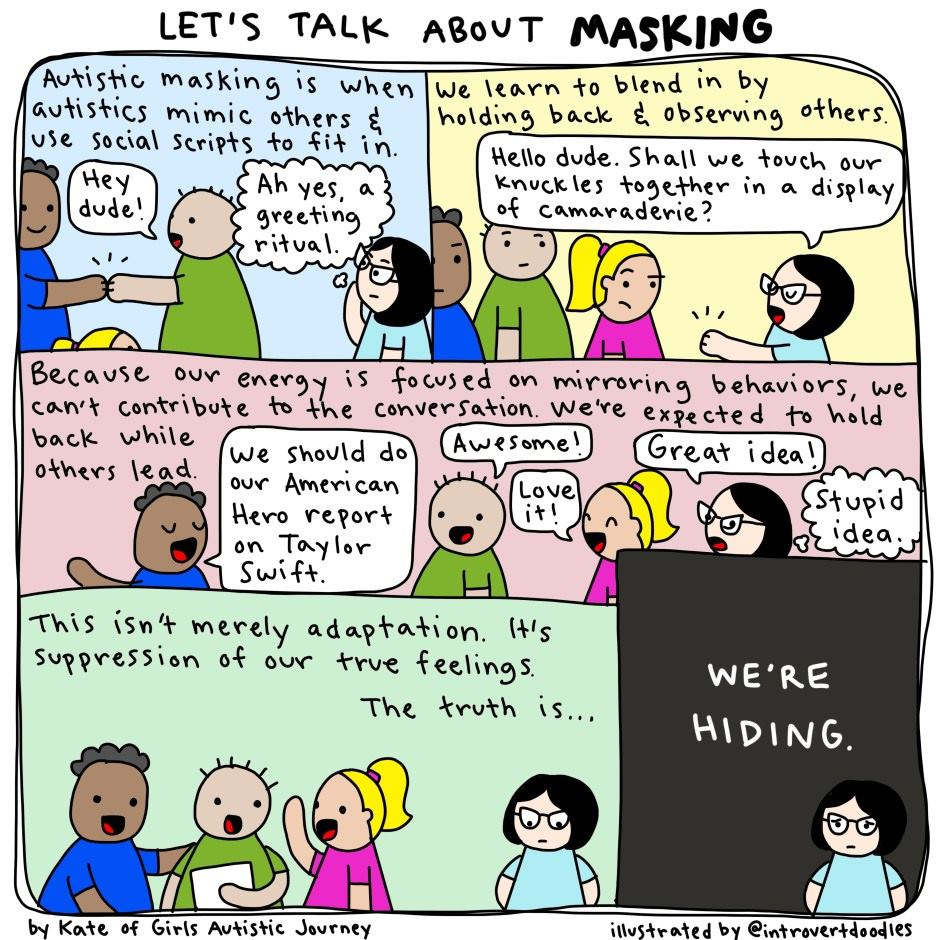 LET'S TALK ABOUT MASKING
Autistic masking is when
autistics mimic others &
use social scripts to fit in.
Hey
dude!
Ah yes, a
greeting
ritual.
We learn to blend in by
holding back & observing others.
Hello dude. Shall we touch our
knuckles together in a display
of camaraderie?
Because our energy is focused on mirroring behaviors, we
can't contribute to the conversation. We're expected to hold
back while
others lead.
We should do
our American
Hero report
on Taylor
Swift.
Awesome!
Love
it!
Great idea!
Stupid
idea.
This isn't merely adaptation. It's
suppression of our true feelings.
The truth is...
WE'RE
HIDING.
by Kate of Girls Autistic Journey
illustrated by @introvertdoodles